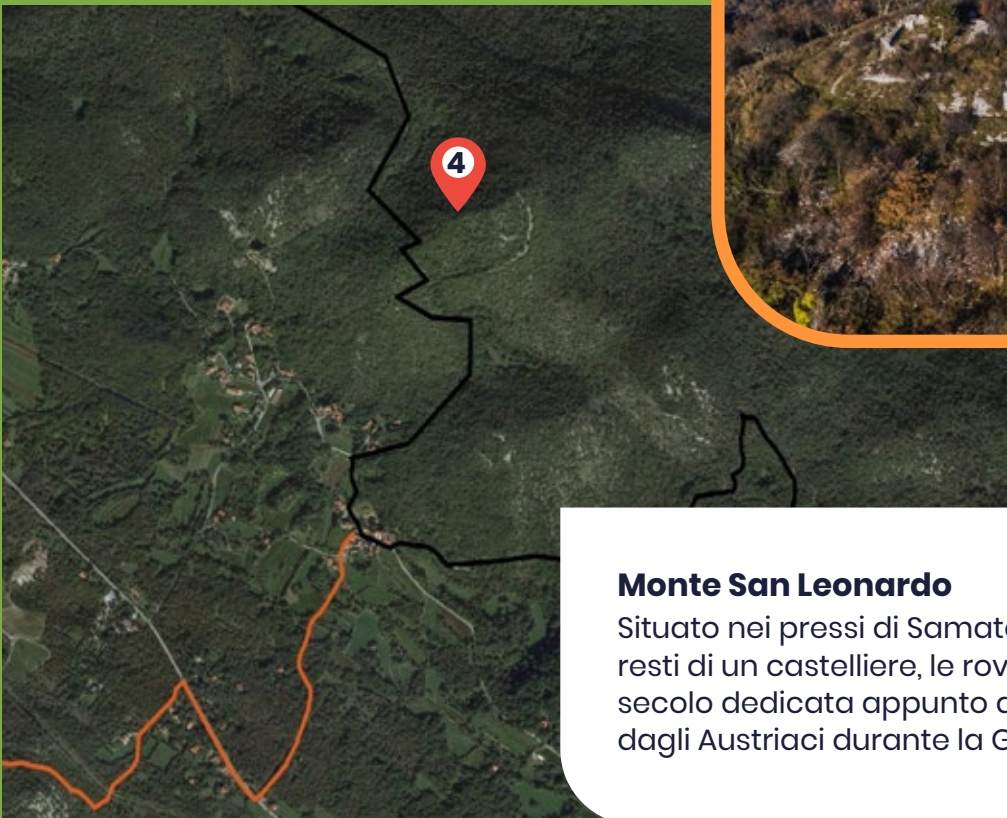 4
Monte San Leonardo
Situato nei pressi di
resti di un castelliere, le
secolo dedicata appunto
dagli Austriaci durante la